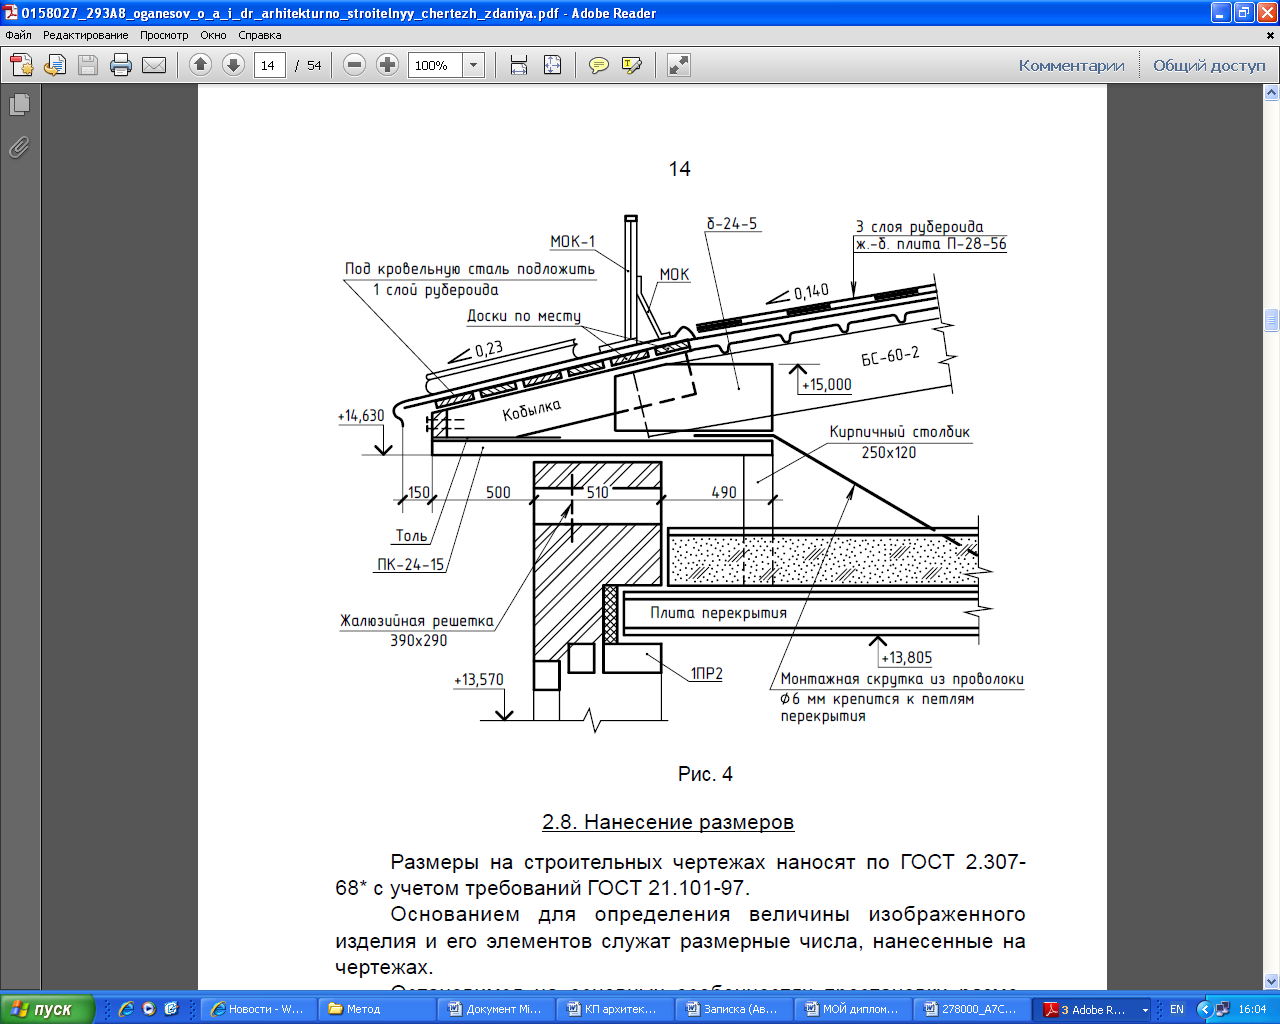 0158027_293A8_oganesov_o_a_i_dr_arhitekturno_stroitelnyy_chertezh_zdaniya.pdf - Adobe Reader
Файл Редактирование Просмотр Окно Справка
14 / 54 100% Комментарии Общий доступ
14
б-24-5
3 слоя рубероида
ж.-б. плита П-28-56
МОК-1
МОК
Под кровельную сталь подложить
1 слой рубероида
0,140
Доски по месту
0,23
БС-60-2
+15,000
Кобылка
+14,630
Кирпичный столбик
250х120
150 500 510 490
Толь
ПК-24-15
Жалюзийная решетка
390х290
Плита перекрытия
+13,805
1ПР2
+13,570
Монтажная скрутка из проволоки
Ø6 мм крепится к петлям
перекрытия
Рис. 4
2.8. Нанесение размеров
Размеры на строительных чертежах наносят по ГОСТ 2.307-
68* с учетом требований ГОСТ 21.101-97.
Основанием для определения величины изображенного
изделия и его элементов служат размерные числа, нанесенные на
чертежах.
пуск Новости - W... Метод Документ Mi... КП архитек... Записка (Ав... МОЙ диплом... 278000_A7C... 3 Adobe R... EN 16:04